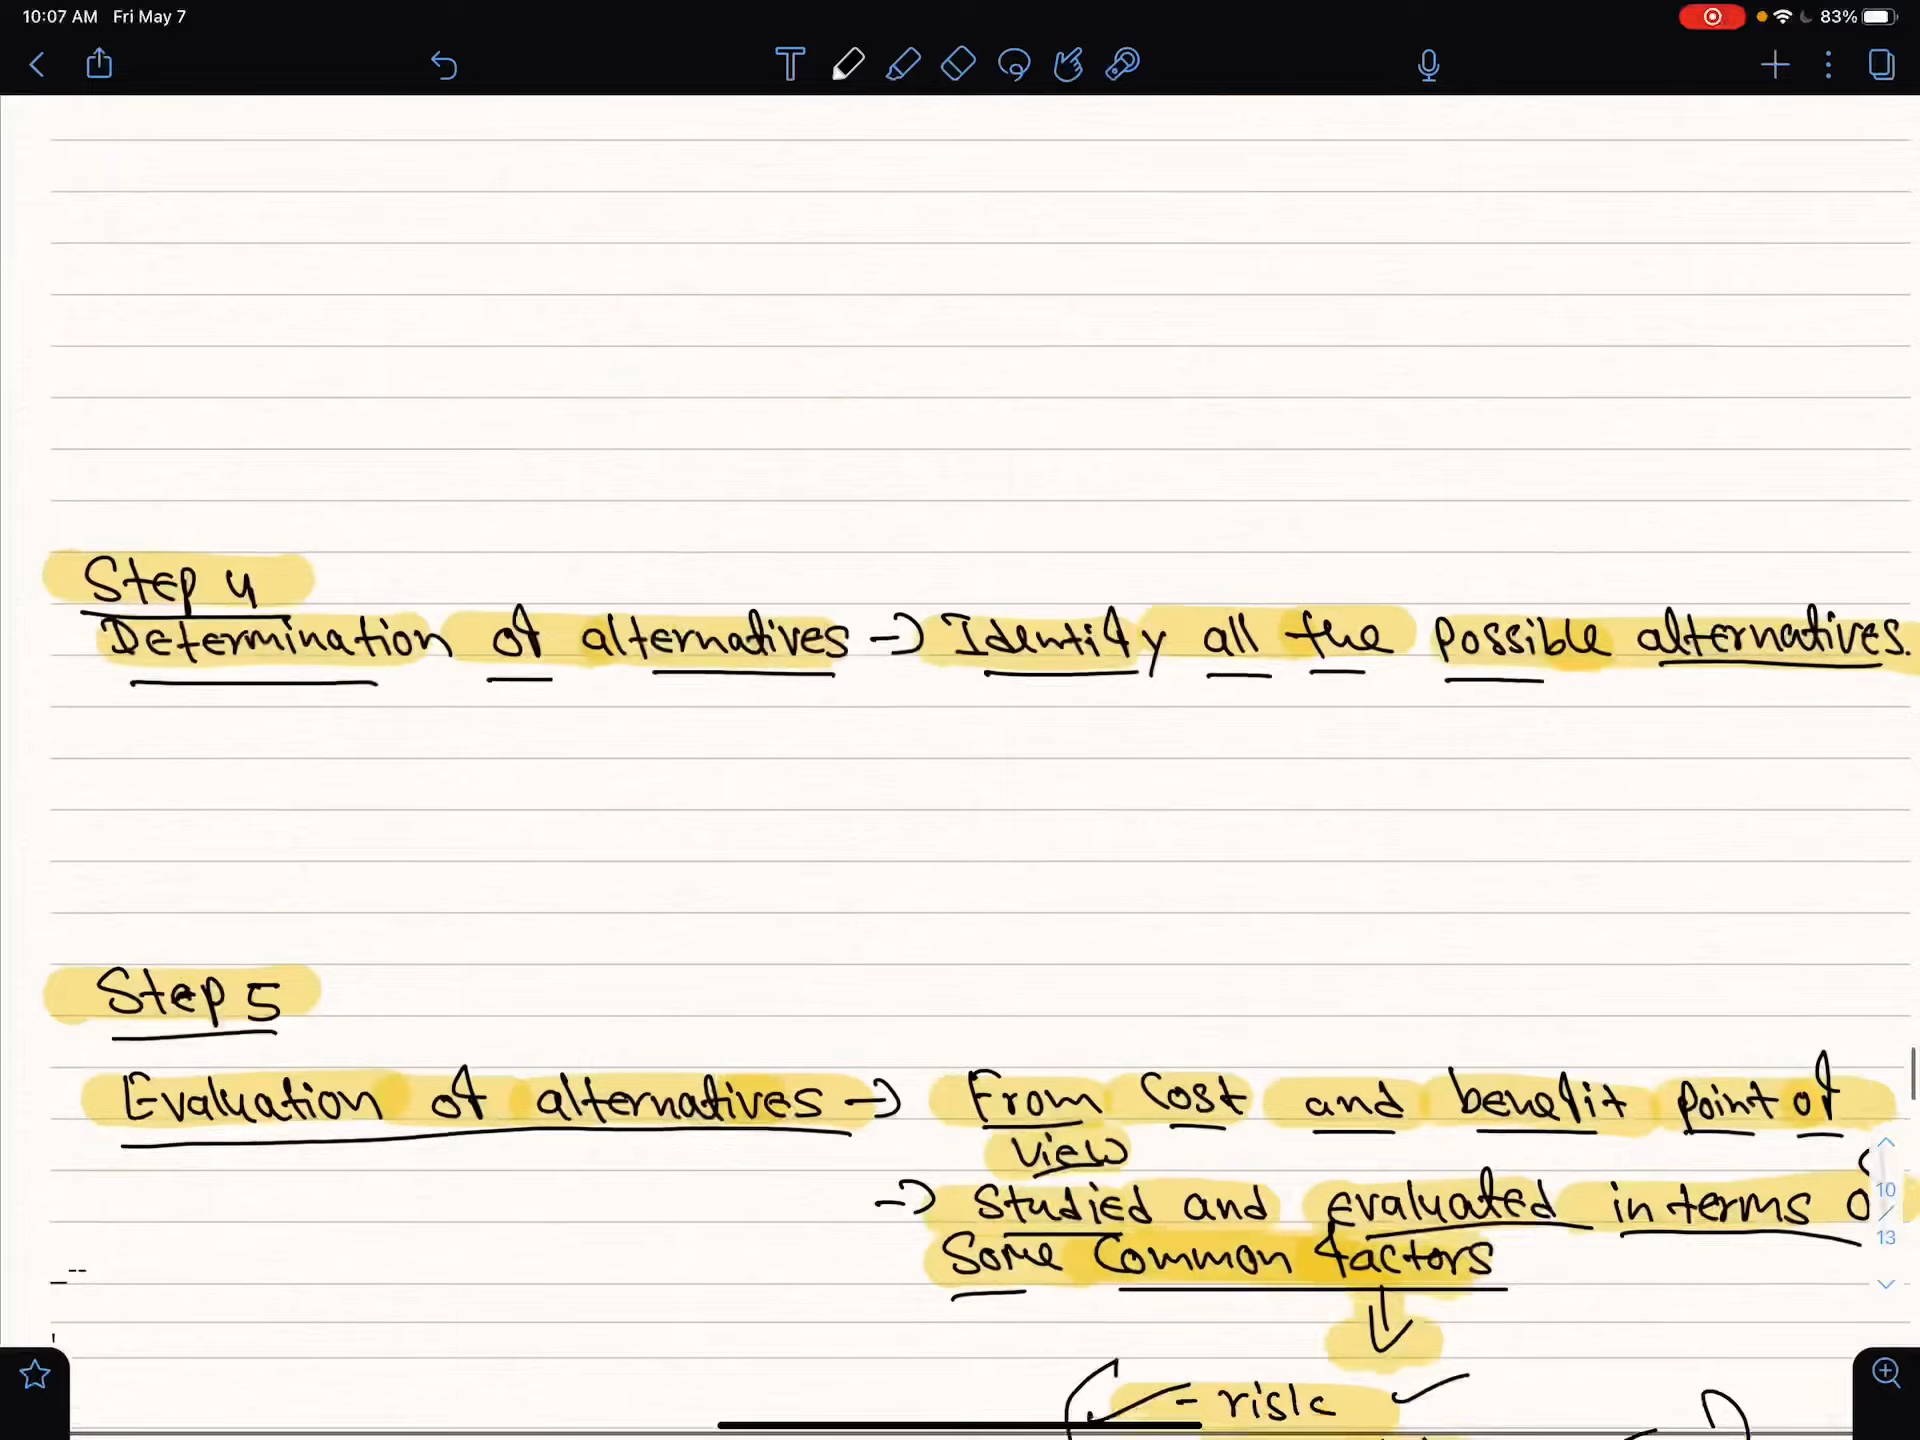 10:07 AM Fri May 7
83%
Step 4
Determination of alternatives -> Identify all the possible alternatives.
Step 5
Evaluation of alternatives -> From cost and benefit point of
view
-> Studied and evaluated in terms o
Some Common factors
- risk
10
/
13